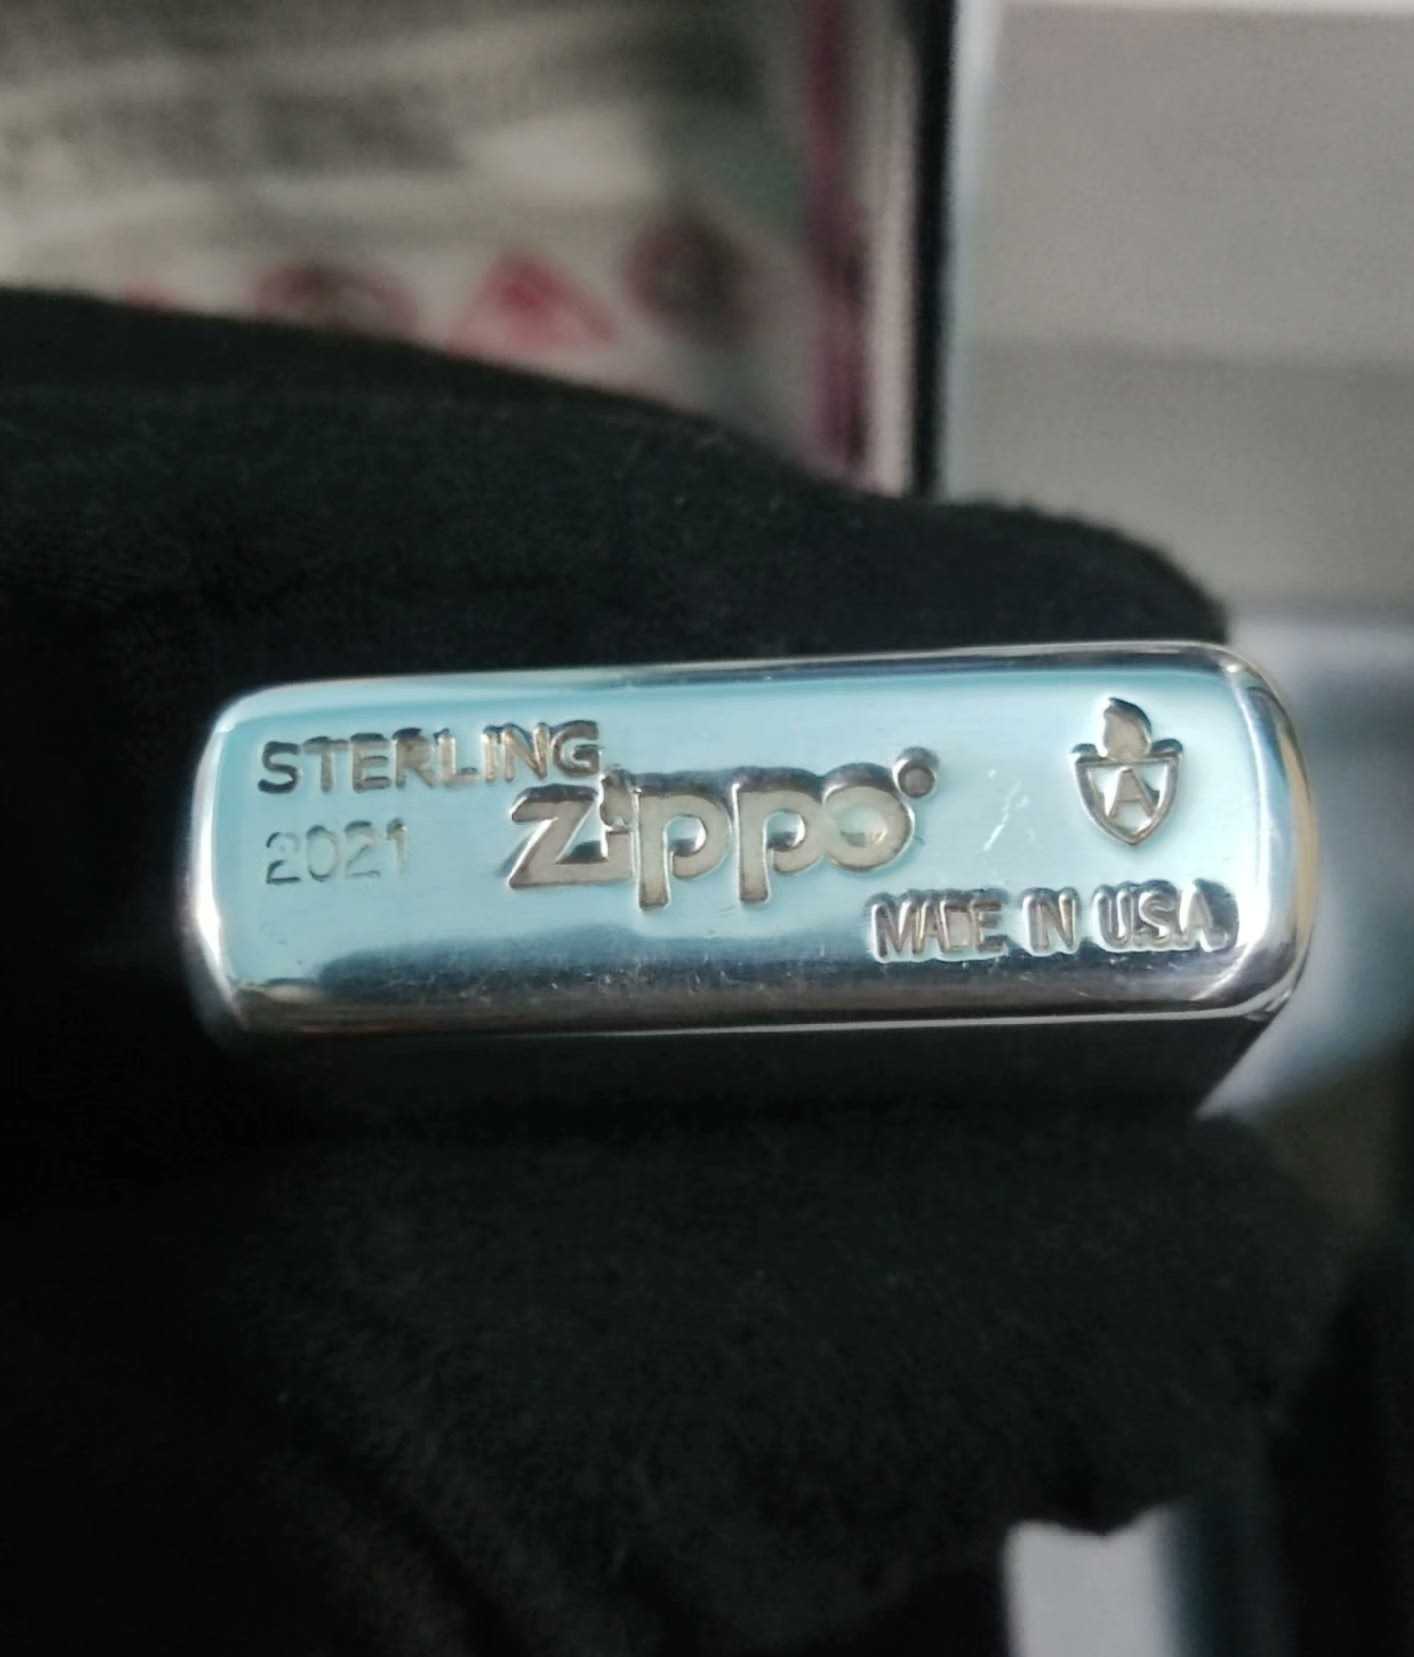 STERLING
2021
zippo
A
MADE IN U.S.A.